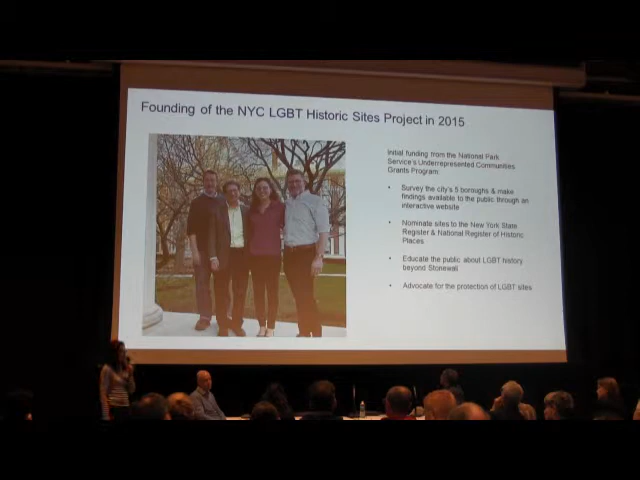 Founding of the NYC LGBT Historic Sites Project in 2015
Initial funding from the National Park
Service's Underrepresented Communities
Grants Program:
• Survey the city's 5 boroughs & make
findings available to the public through an
interactive website
• Nominate sites to the New York State
Register & National Register of Historic
Places
• Educate the public about LGBT history
beyond Stonewall
• Advocate for the protection of LGBT sites